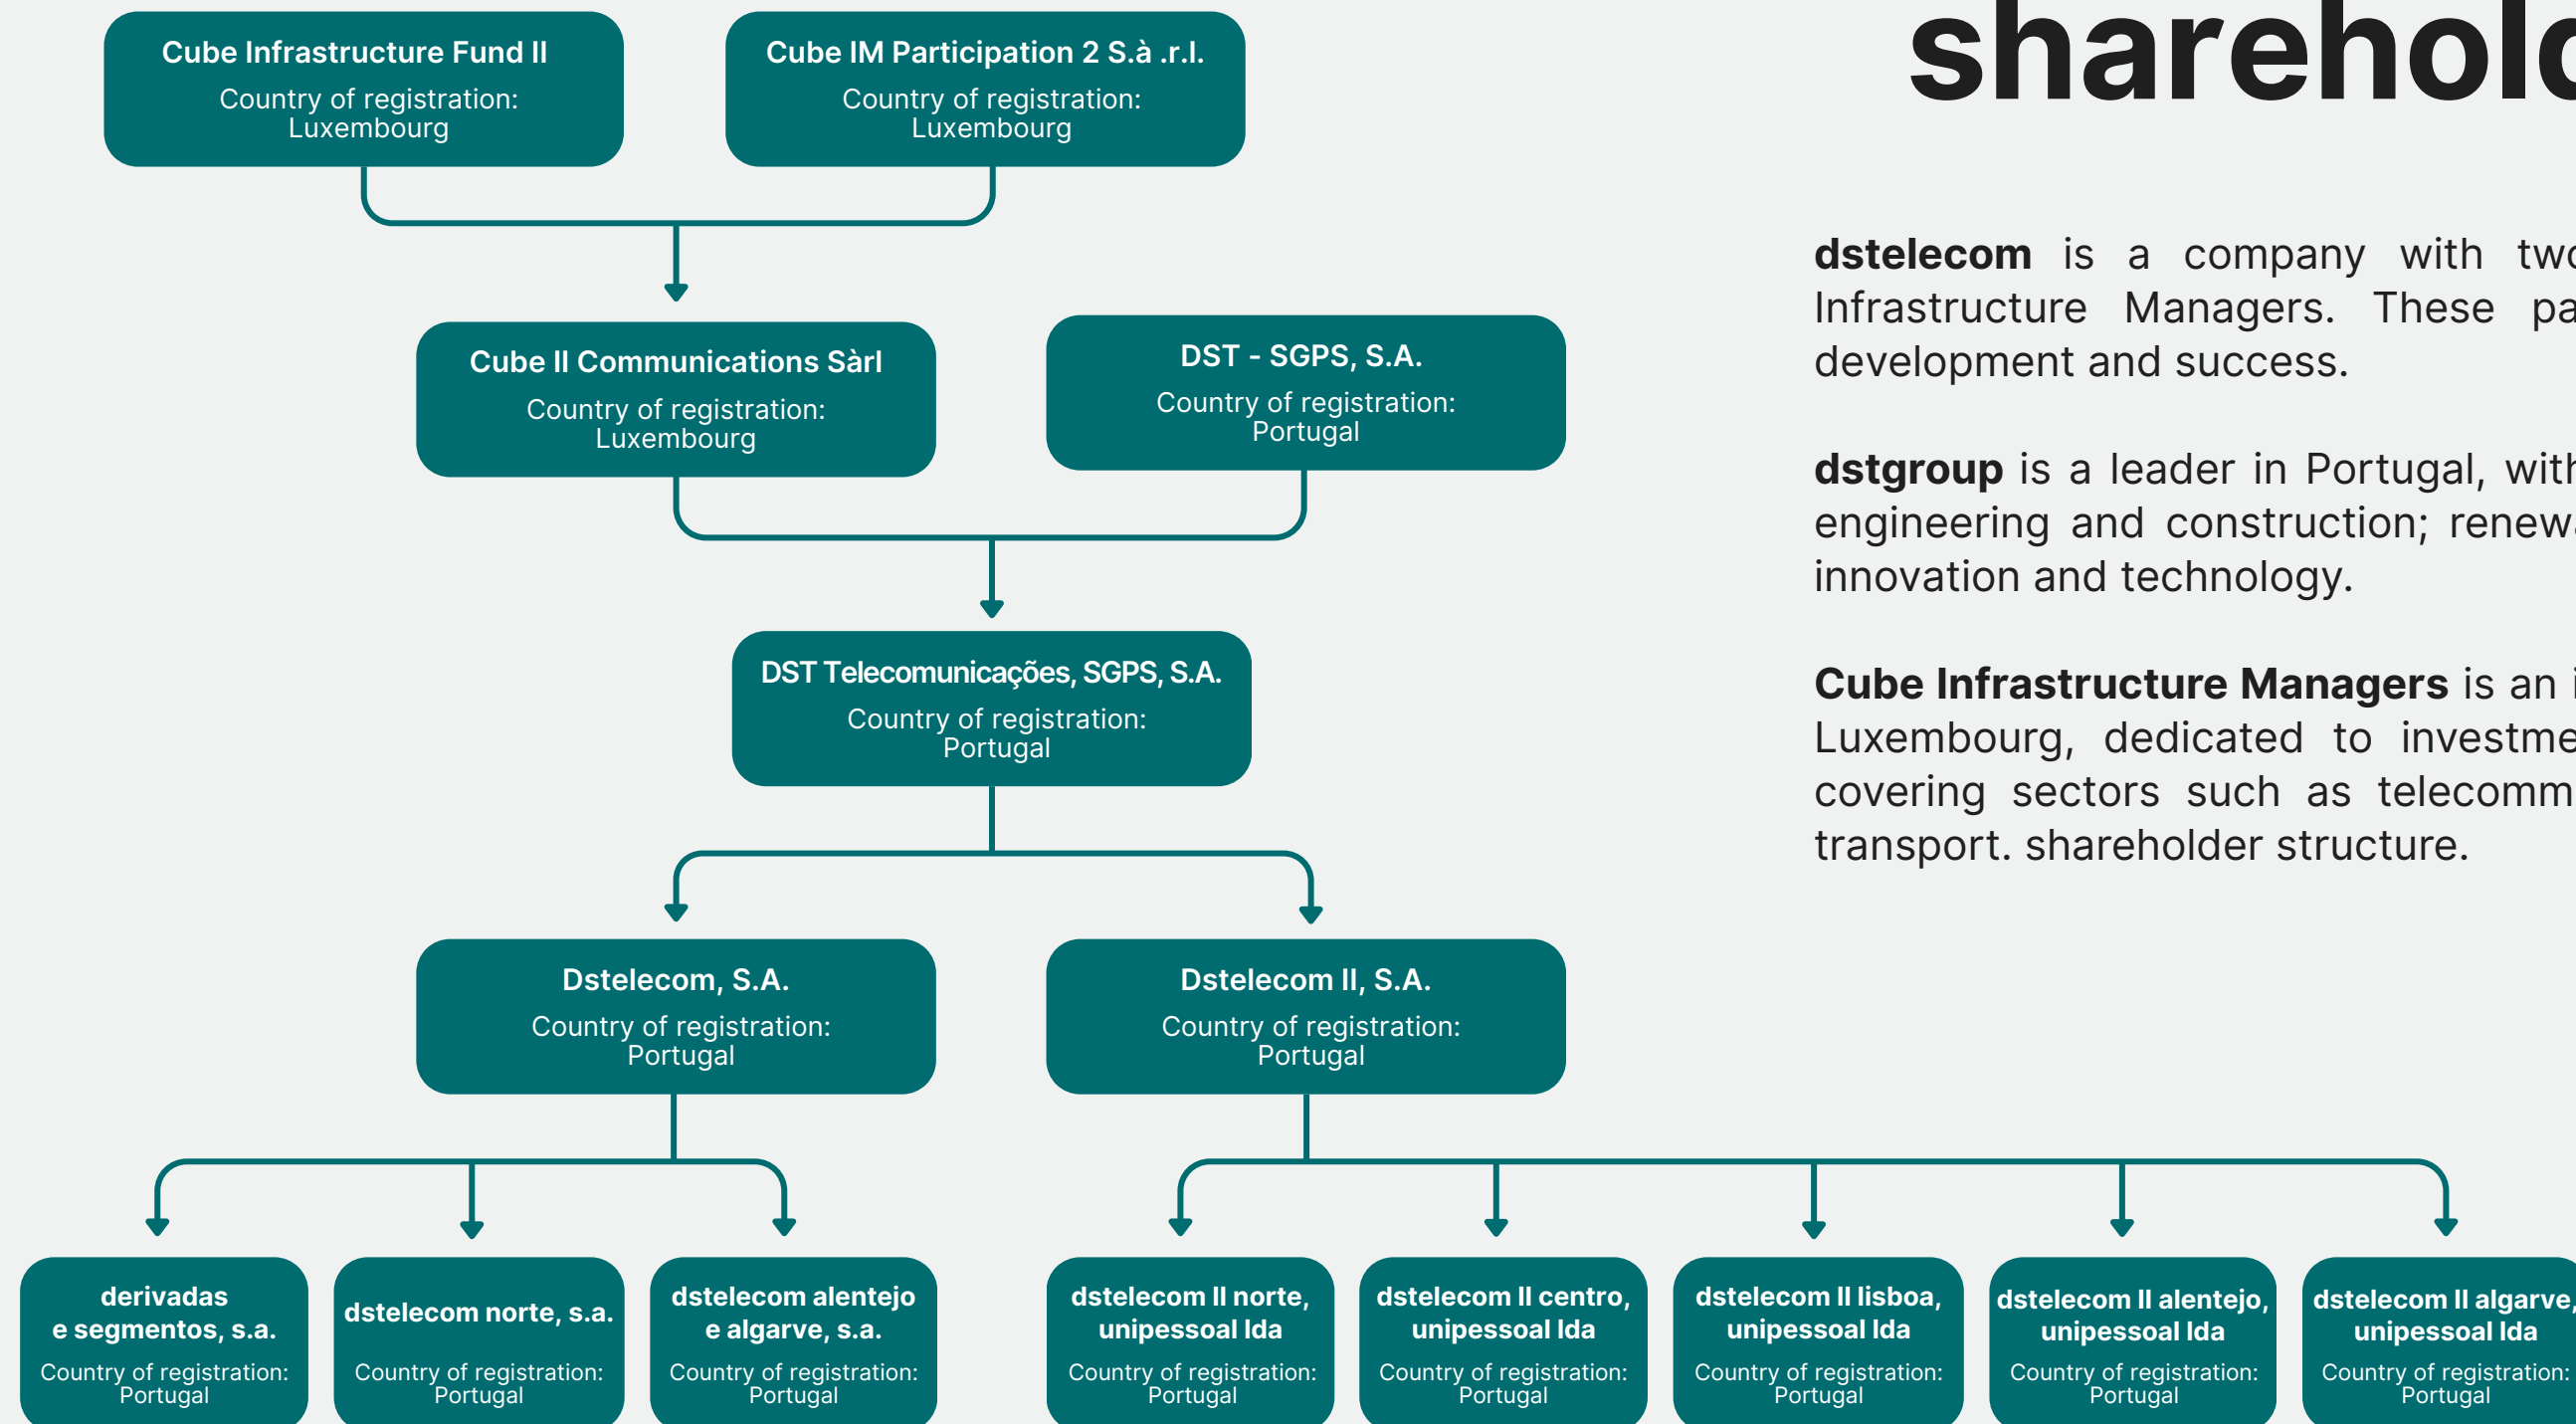 Cube Infrastructure Fund II
Country of registration:
Luxembourg
Cube IM Participation 2 S.à .r.l.
Country of registration:
Luxembourg
Cube II Communications Sàrl
Country of registration:
Luxembourg
DST - SGPS, S.A.
Country of registration:
Portugal
DST Telecomunicações, SGPS, S.A.
Country of registration:
Portugal
Dstelecom, S.A.
Country of registration:
Portugal
Dstelecom II, S.A.
Country of registration:
Portugal
derivadas
e segmentos, s.a.
Country of registration:
Portugal
dstelecom norte, s.a.
Country of registration:
Portugal
dstelecom alentejo
e algarve, s.a.
Country of registration:
Portugal
dstelecom II norte,
unipessoal lda
Country of registration:
Portugal
dstelecom II centro,
unipessoal lda
Country of registration:
Portugal
dstelecom II lisboa,
unipessoal lda
Country of registration:
Portugal
dstelecom II alentejo,
unipessoal lda
Country of registration:
Portugal
dstelecom II algarve,
unipessoal lda
Country of registration:
Portugal
dstelecom is a company with
Infrastructure Managers. These
development and success.
dstgroup is a leader in Portugal,
engineering and construction;
innovation and technology.
Cube Infrastructure Managers is an
Luxembourg, dedicated to
covering sectors such as
transport. shareholder structure.